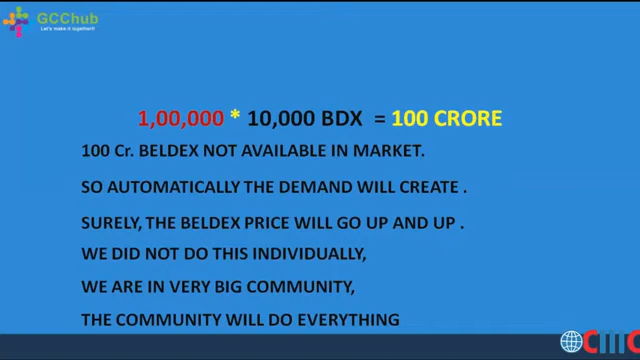 GCChub
Let's make it together!!
1,00,000 * 10,000 BDX = 100 CRORE
100 Cr. BELDEX NOT AVAILABLE IN MARKET.
SO AUTOMATICALLY THE DEMAND WILL CREATE .
SURELY, THE BELDEX PRICE WILL GO UP AND UP .
WE DID NOT DO THIS INDIVIDUALLY,
WE ARE IN VERY BIG COMMUNITY,
THE COMMUNITY WILL DO EVERYTHING